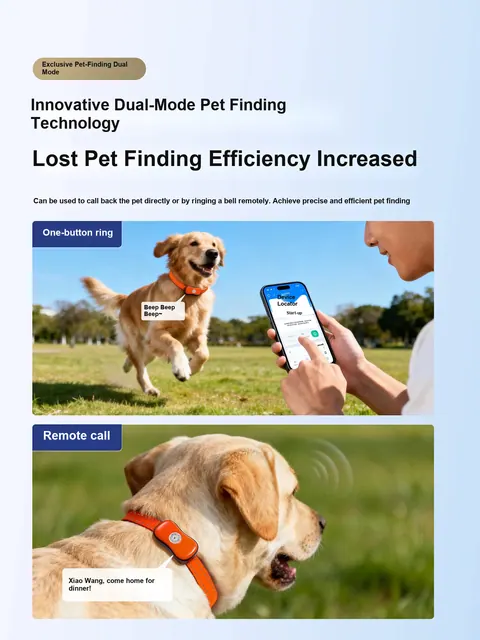 Exclusive Pet-Finding Dual
Mode
Innovative Dual-Mode Pet Finding
Technology
Lost Pet Finding Efficiency Increased
Can be used to call back the pet directly or by ringing a bell remotely. Achieve precise and efficient pet finding
One-button ring
Beep Beep
Beep~
Device
Locator
Start up
Remote call
Xiao Wang, come home for
dinner!